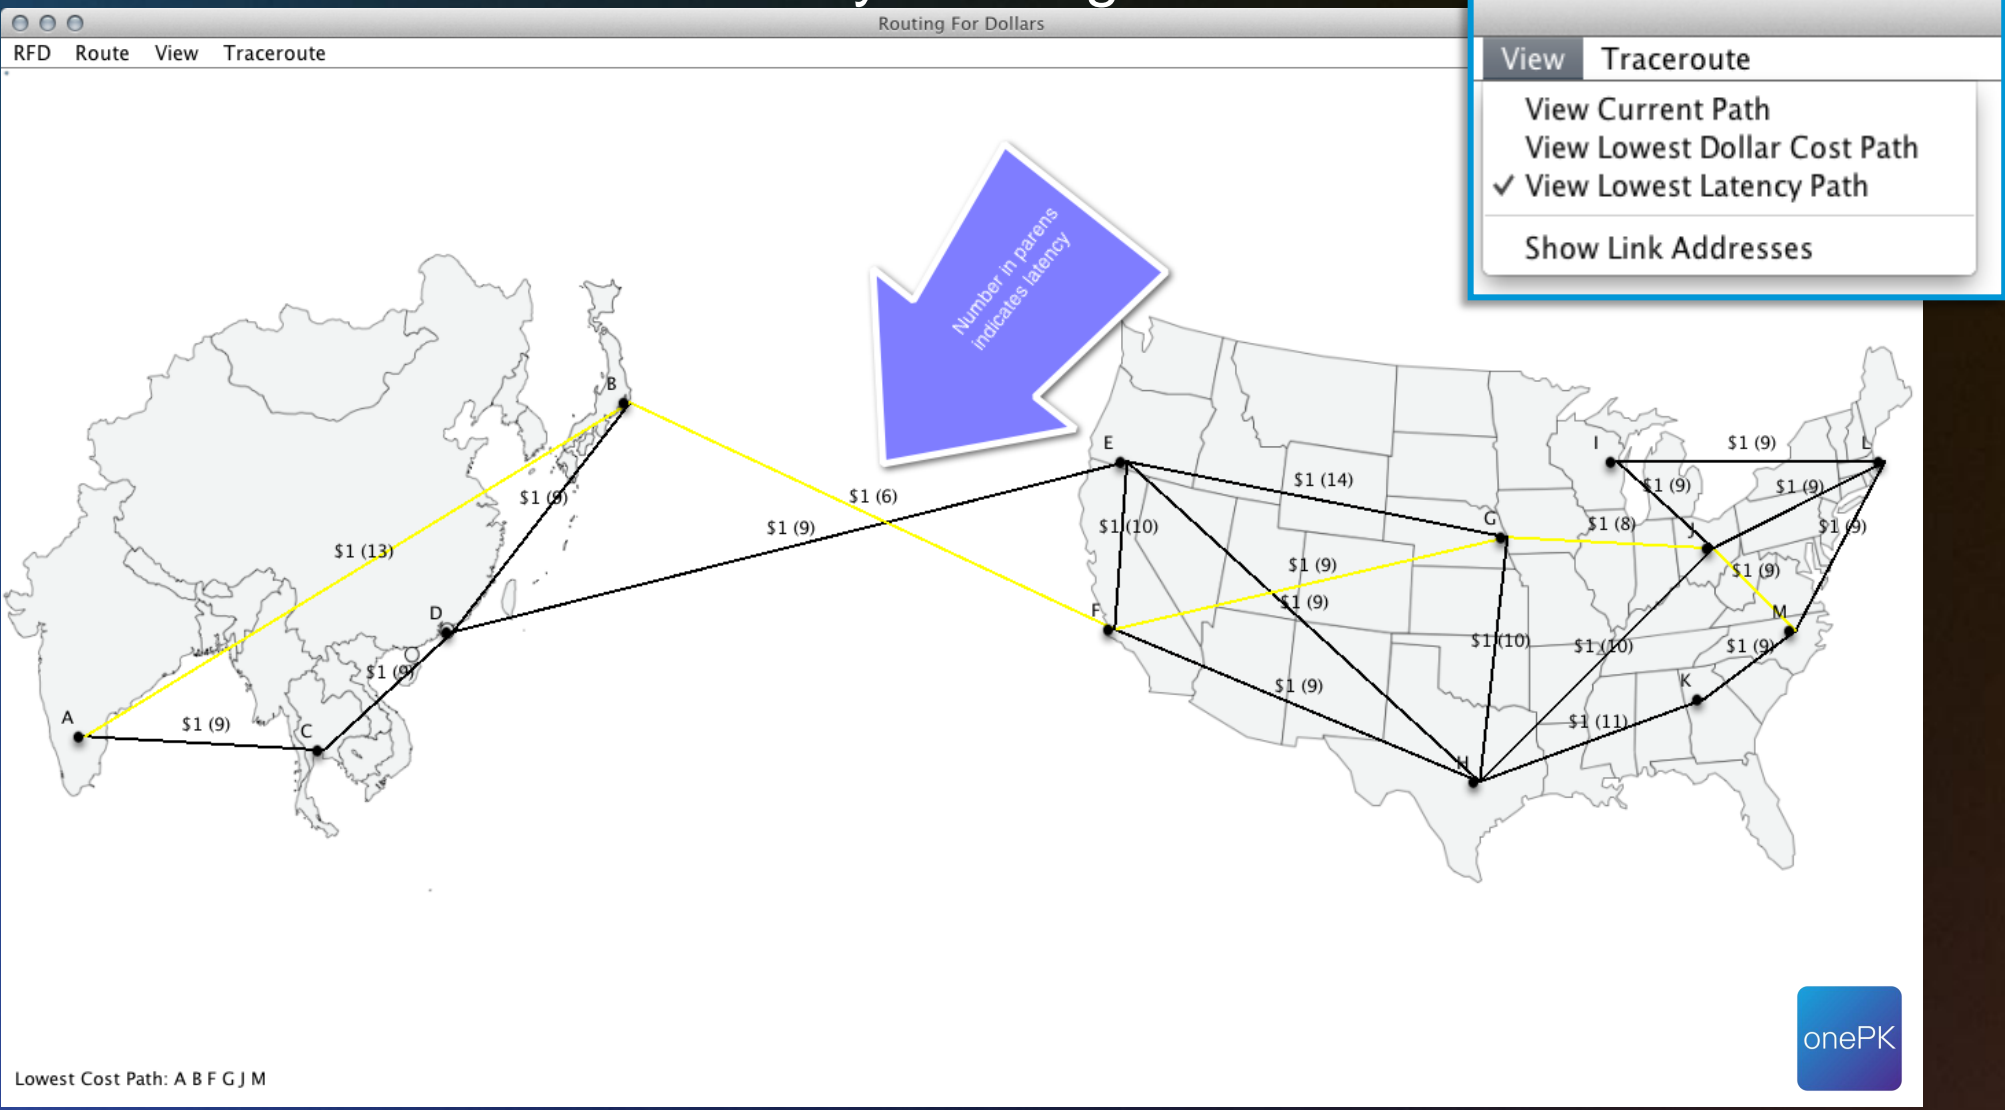 Routing For Dollars
RFD Route View Traceroute
View Traceroute
View Current Path
View Lowest Dollar Cost Path
✓ View Lowest Latency Path
Show Link Addresses
Number in parens
indicates latency
B
E
I
$1 (9)
L
$1 (14)
$1 (9)
$1 (9)
$1 (9)
$1 (6)
$1 (9)
$1 (10)
G
$1 (8)
J
$1 (9)
$1 (13)
$1 (9)
$1 (9)
$1 (9)
D
F
M
$1 (10)
$1 (10)
$1 (9)
$1 (9)
$1 (9)
K
A
$1 (9)
C
$1 (11)
H
onePK
Lowest Cost Path: A B F G J M